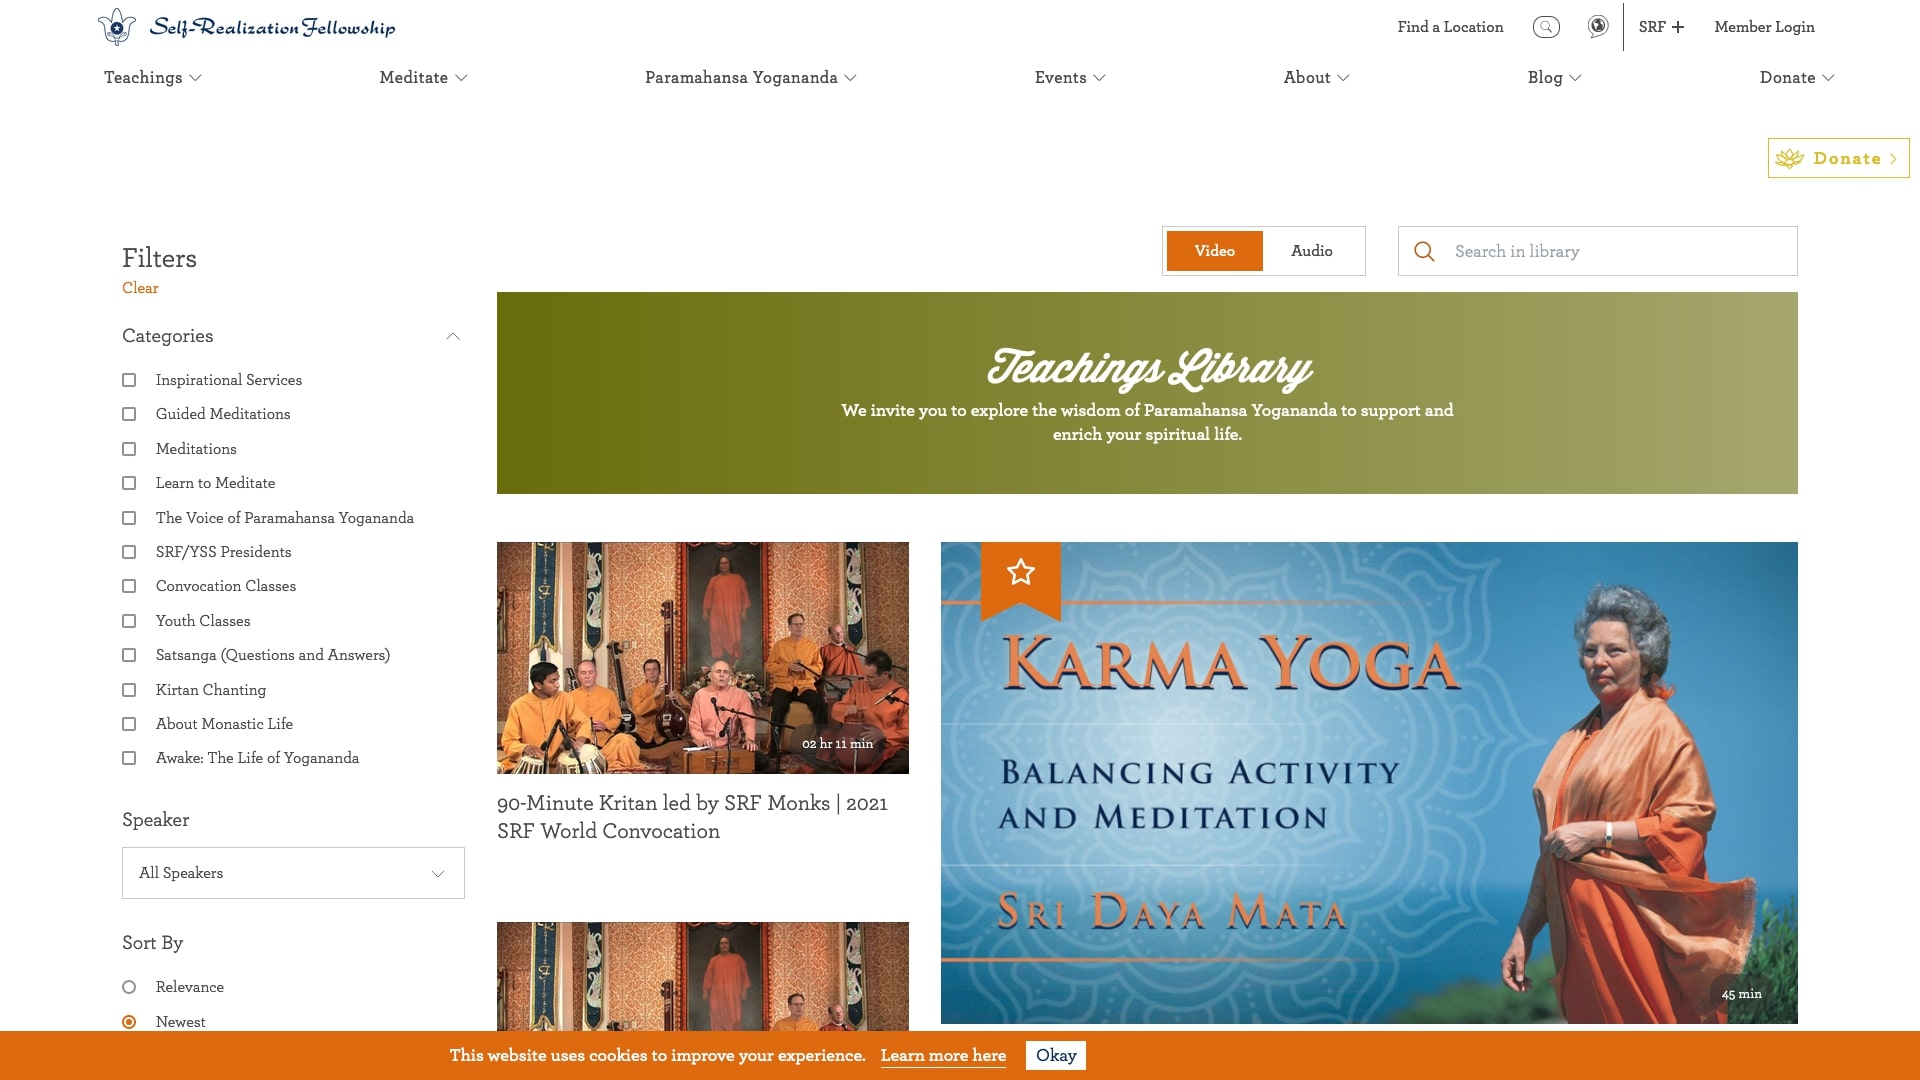 Self-Realization Fellowship
Find a Location
SRF
Member Login
Teachings
Meditate
Paramahansa Yogananda
Events
About
Blog
Donate
Donate
Filters
Clear
Video
Audio
Search in library
Categories
Inspirational Services
Guided Meditations
Meditations
Learn to Meditate
The Voice of Paramahansa Yogananda
SRF/YSS Presidents
Convocation Classes
Youth Classes
Satsanga (Questions and Answers)
Kirtan Chanting
About Monastic Life
Awake: The Life of Yogananda
Speaker
All Speakers
Sort By
Relevance
Newest
Teachings Library
We invite you to explore the wisdom of Paramahansa Yogananda to support and
enrich your spiritual life.
02 hr 11 min
90-Minute Kritan led by SRF Monks | 2021
SRF World Convocation
Karma Yoga
Balancing Activity
and Meditation
Sri Daya Mata
45 min
This website uses cookies to improve your experience. Learn more here Okay